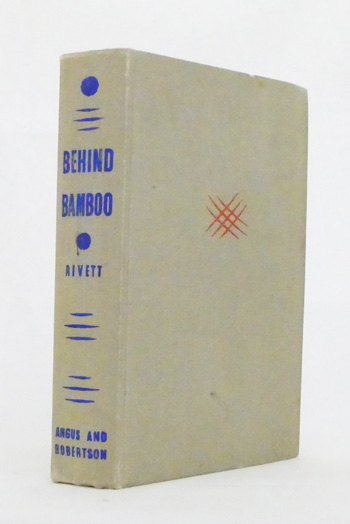 BEHIND
BAMBOO
RIVETT
ANGUS AND
ROBERTSON